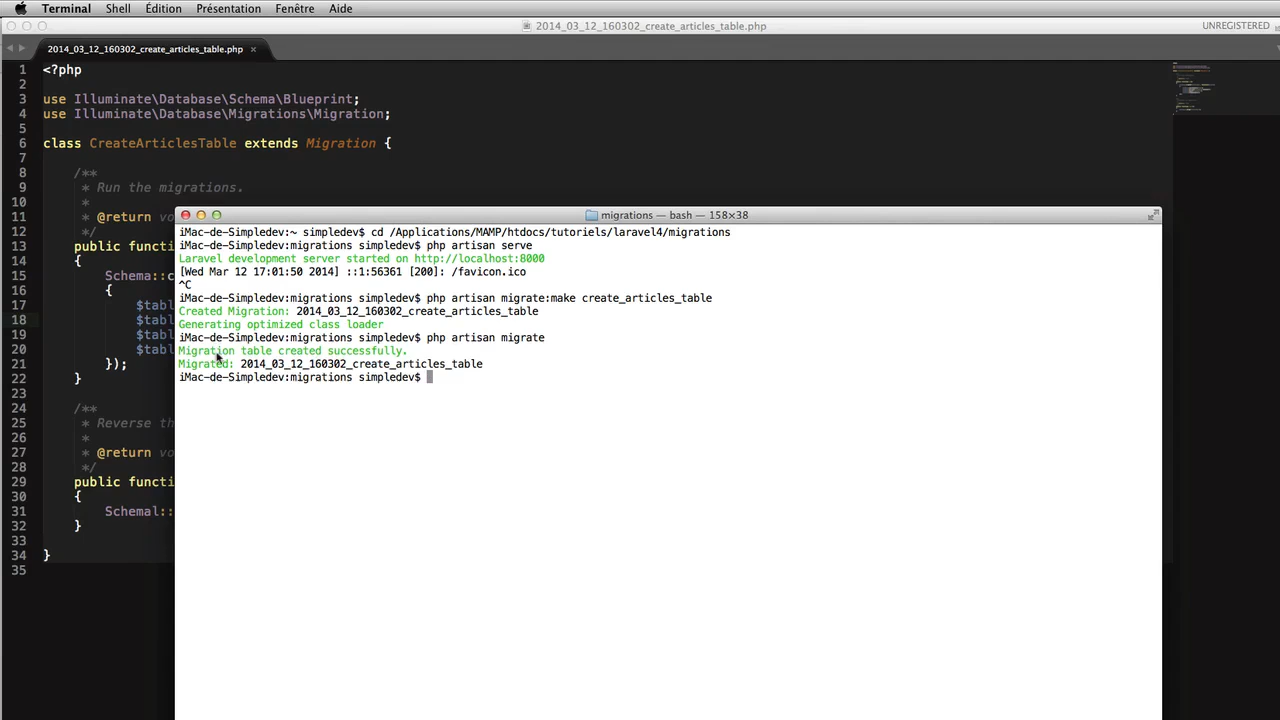 Terminal Shell Édition Présentation Fenêtre Aide
2014_03_12_160302_create_articles_table.php UNREGISTERED
2014_03_12_160302_create_articles_table.php ×
1 <?php
2
3 use Illuminate\Database\Schema\Blueprint;
4 use Illuminate\Database\Migrations\Migration;
5
6 class CreateArticlesTable extends Migration {
7
8 /**
9 * Run the migrations.
10 *
11 * @return vo
12 */
13 public functi
14 {
15 Schema::c
16 {
17 $tabl
18 $tabl
19 $tabl
20 $tabl
21 });
22 }
23
24 /**
25 * Reverse th
26 *
27 * @return vo
28 */
29 public functi
30 {
31 Schemal::
32 }
33
34 }
35
migrations — bash — 158×38
iMac-de-Simpledev:~ simpledev$ cd /Applications/MAMP/htdocs/tutoriels/laravel4/migrations
iMac-de-Simpledev:migrations simpledev$ php artisan serve
Laravel development server started on http://localhost:8000
[Wed Mar 12 17:01:50 2014] ::1:56361 [200]: /favicon.ico
^C
iMac-de-Simpledev:migrations simpledev$ php artisan migrate:make create_articles_table
Created Migration: 2014_03_12_160302_create_articles_table
Generating optimized class loader
iMac-de-Simpledev:migrations simpledev$ php artisan migrate
Migration table created successfully.
Migrated: 2014_03_12_160302_create_articles_table
iMac-de-Simpledev:migrations simpledev$